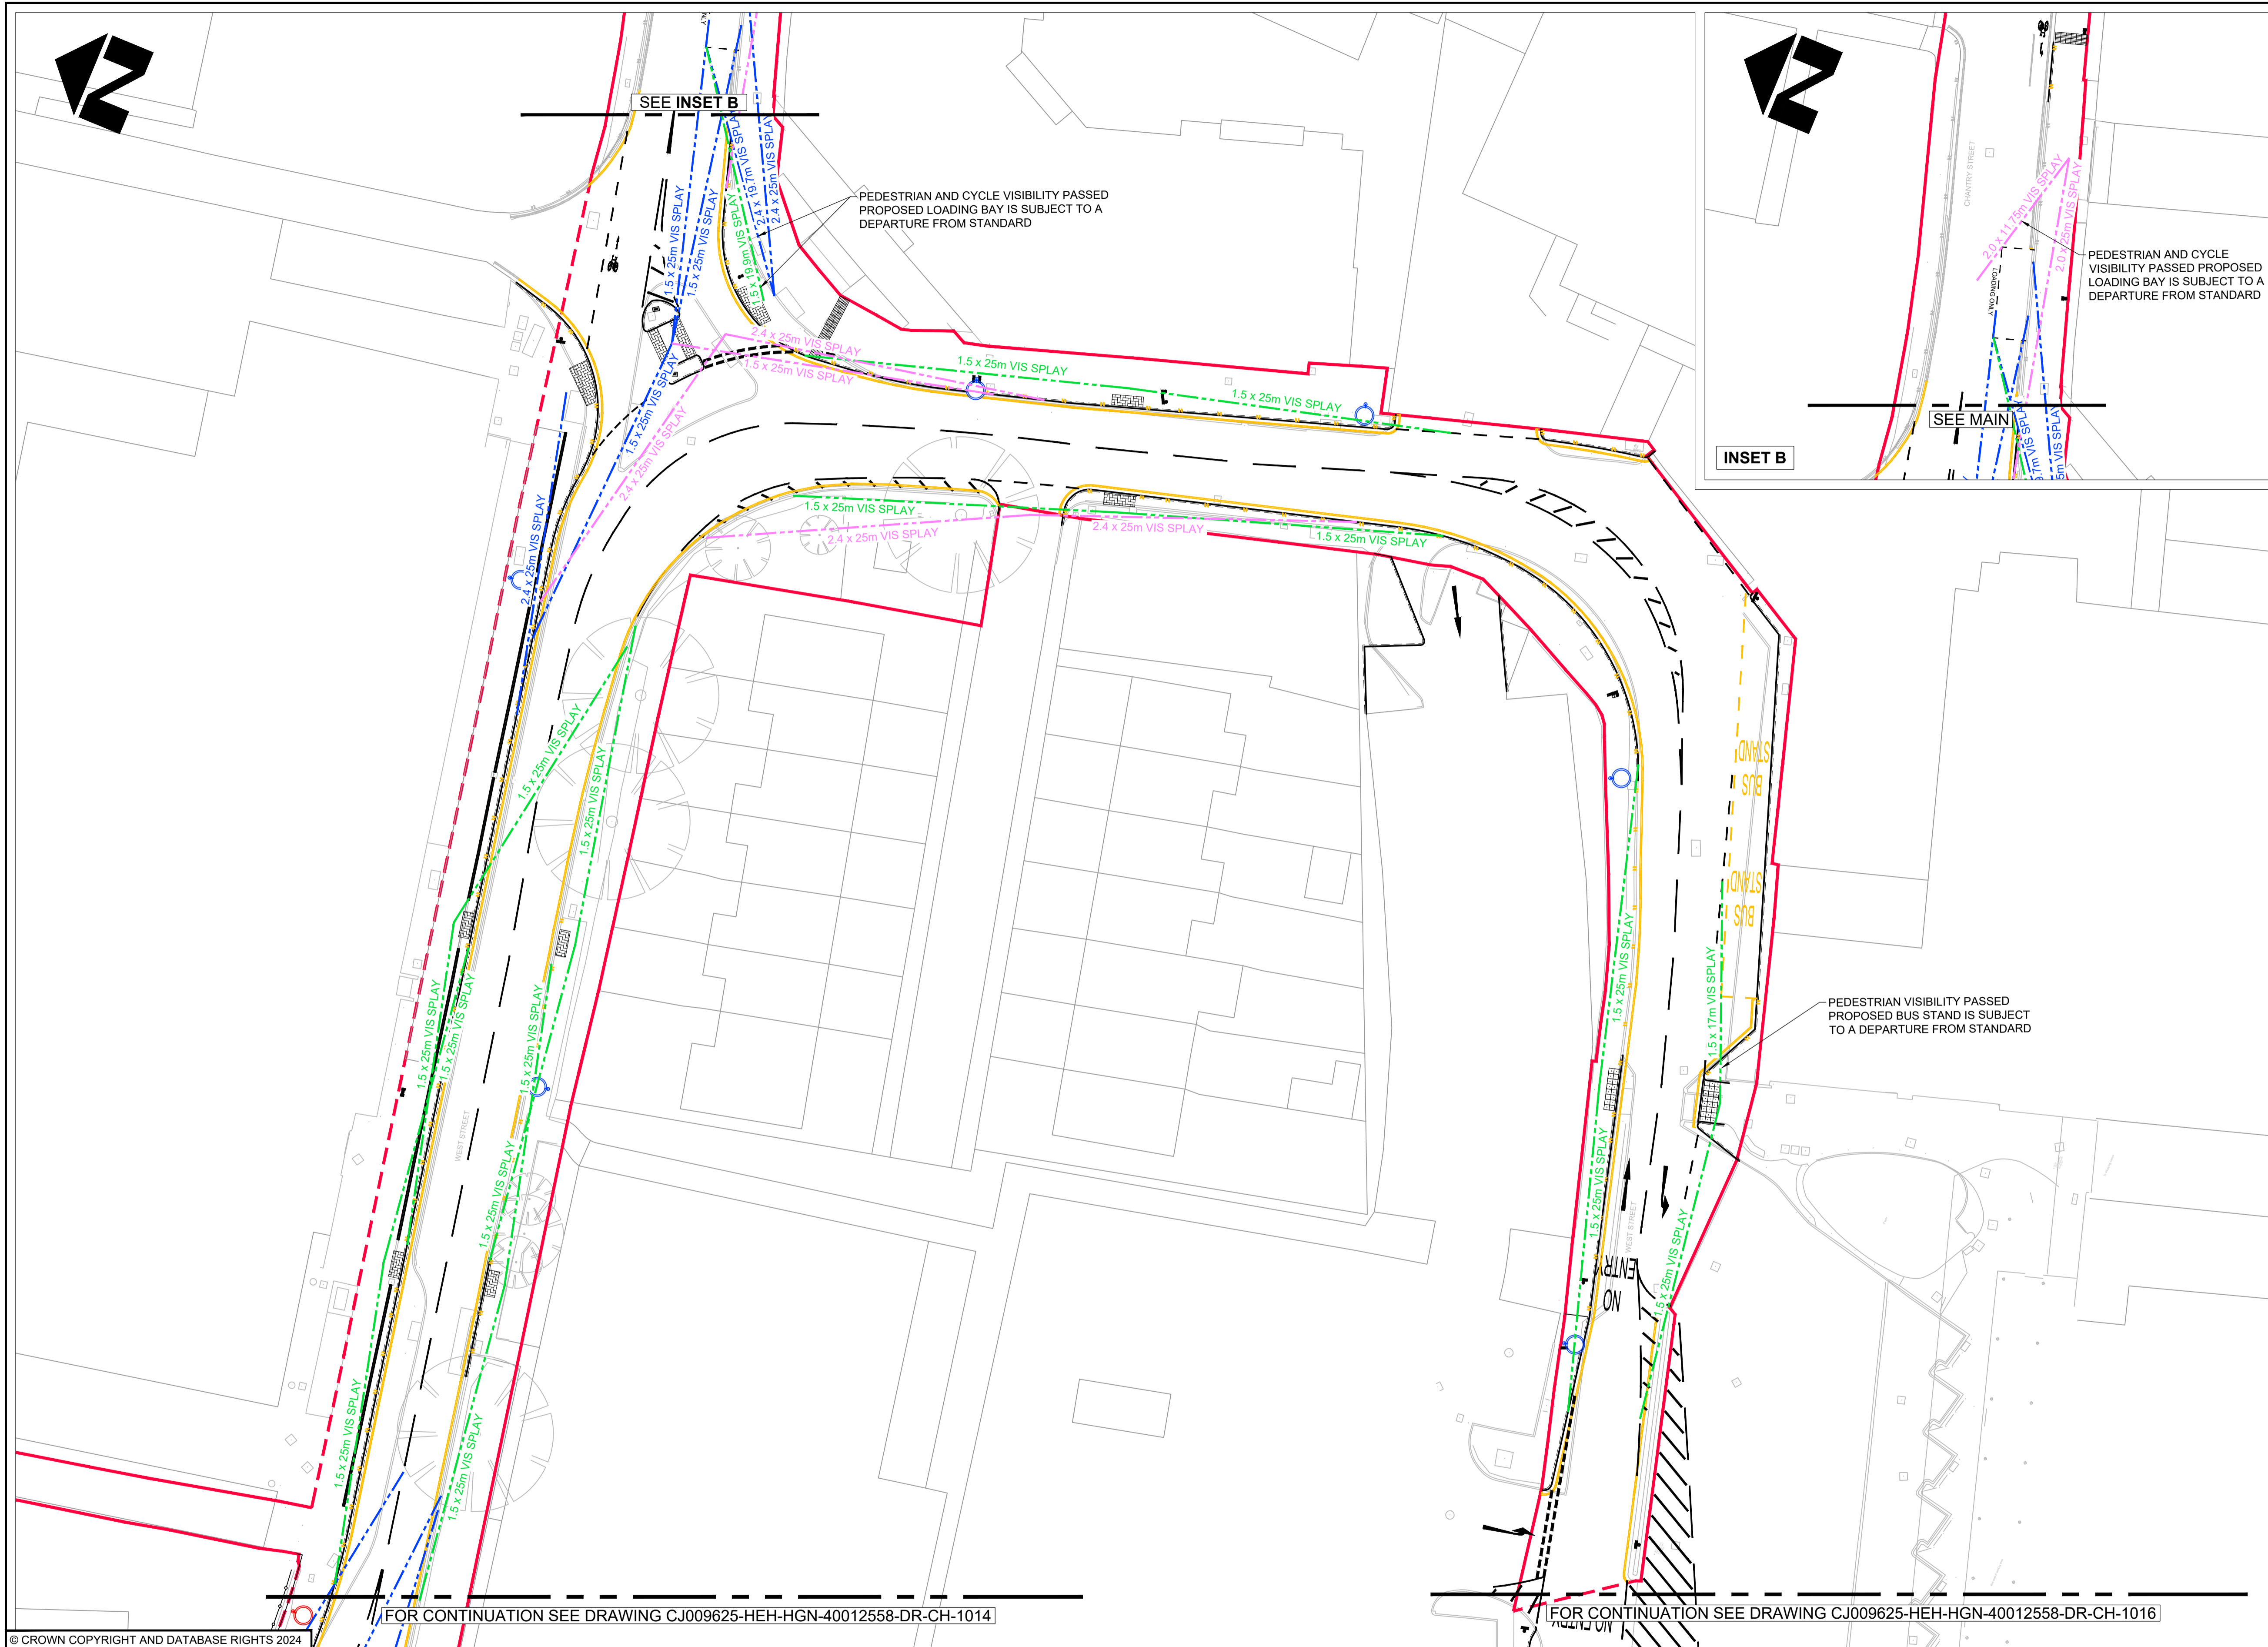 ONLY
SEE INSET B
2.4 x 19.7m VIS SPLAY
2.4 x 25m VIS SPLAY
1.5 x 25m VIS SPLAY
1.5 x 25m VIS SPLAY
1.5 x 19.9m VIS SPLAY
PEDESTRIAN AND CYCLE VISIBILITY PASSED
PROPOSED LOADING BAY IS SUBJECT TO A
DEPARTURE FROM STANDARD
2.4 x 25m VIS SPLAY
1.5 x 25m VIS SPLAY
1.5 x 25m VIS SPLAY
1.5 x 25m VIS SPLAY
1.5 x 25m VIS SPLAY
2.4 x 25m VIS SPLAY
2.4 x 25m VIS SPLAY
1.5 x 25m VIS SPLAY
2.4 x 25m VIS SPLAY
2.4 x 25m VIS SPLAY
1.5 x 25m VIS SPLAY
1.5 x 25m VIS SPLAY
1.5 x 25m VIS SPLAY
BUS
STAND
BUS
STAND
1.5 x 25m VIS SPLAY
1.5 x 25m VIS SPLAY
1.5 x 25m VIS SPLAY
1.5 x 25m VIS SPLAY
1.5 x 17m VIS SPLAY
PEDESTRIAN VISIBILITY PASSED
PROPOSED BUS STAND IS SUBJECT
TO A DEPARTURE FROM STANDARD
WEST STREET
1.5 x 25m VIS SPLAY
1.5 x 25m VIS SPLAY
WEST STREET
1.5 x 25m VIS SPLAY
NO
ENTRY
1.5 x 25m VIS SPLAY
1.5 x 25m VIS SPLAY
FOR CONTINUATION SEE DRAWING CJ009625-HEH-HGN-40012558-DR-CH-1014
FOR CONTINUATION SEE DRAWING CJ009625-HEH-HGN-40012558-DR-CH-1016
NO ENTRY
© CROWN COPYRIGHT AND DATABASE RIGHTS 2024
CHANTRY STREET
2.0 x 11.75m VIS SPLAY
2.0 x 25m VIS SPLAY
PEDESTRIAN AND CYCLE
VISIBILITY PASSED PROPOSED
LOADING BAY IS SUBJECT TO A
DEPARTURE FROM STANDARD
LOADING ONLY
SEE MAIN
INSET B